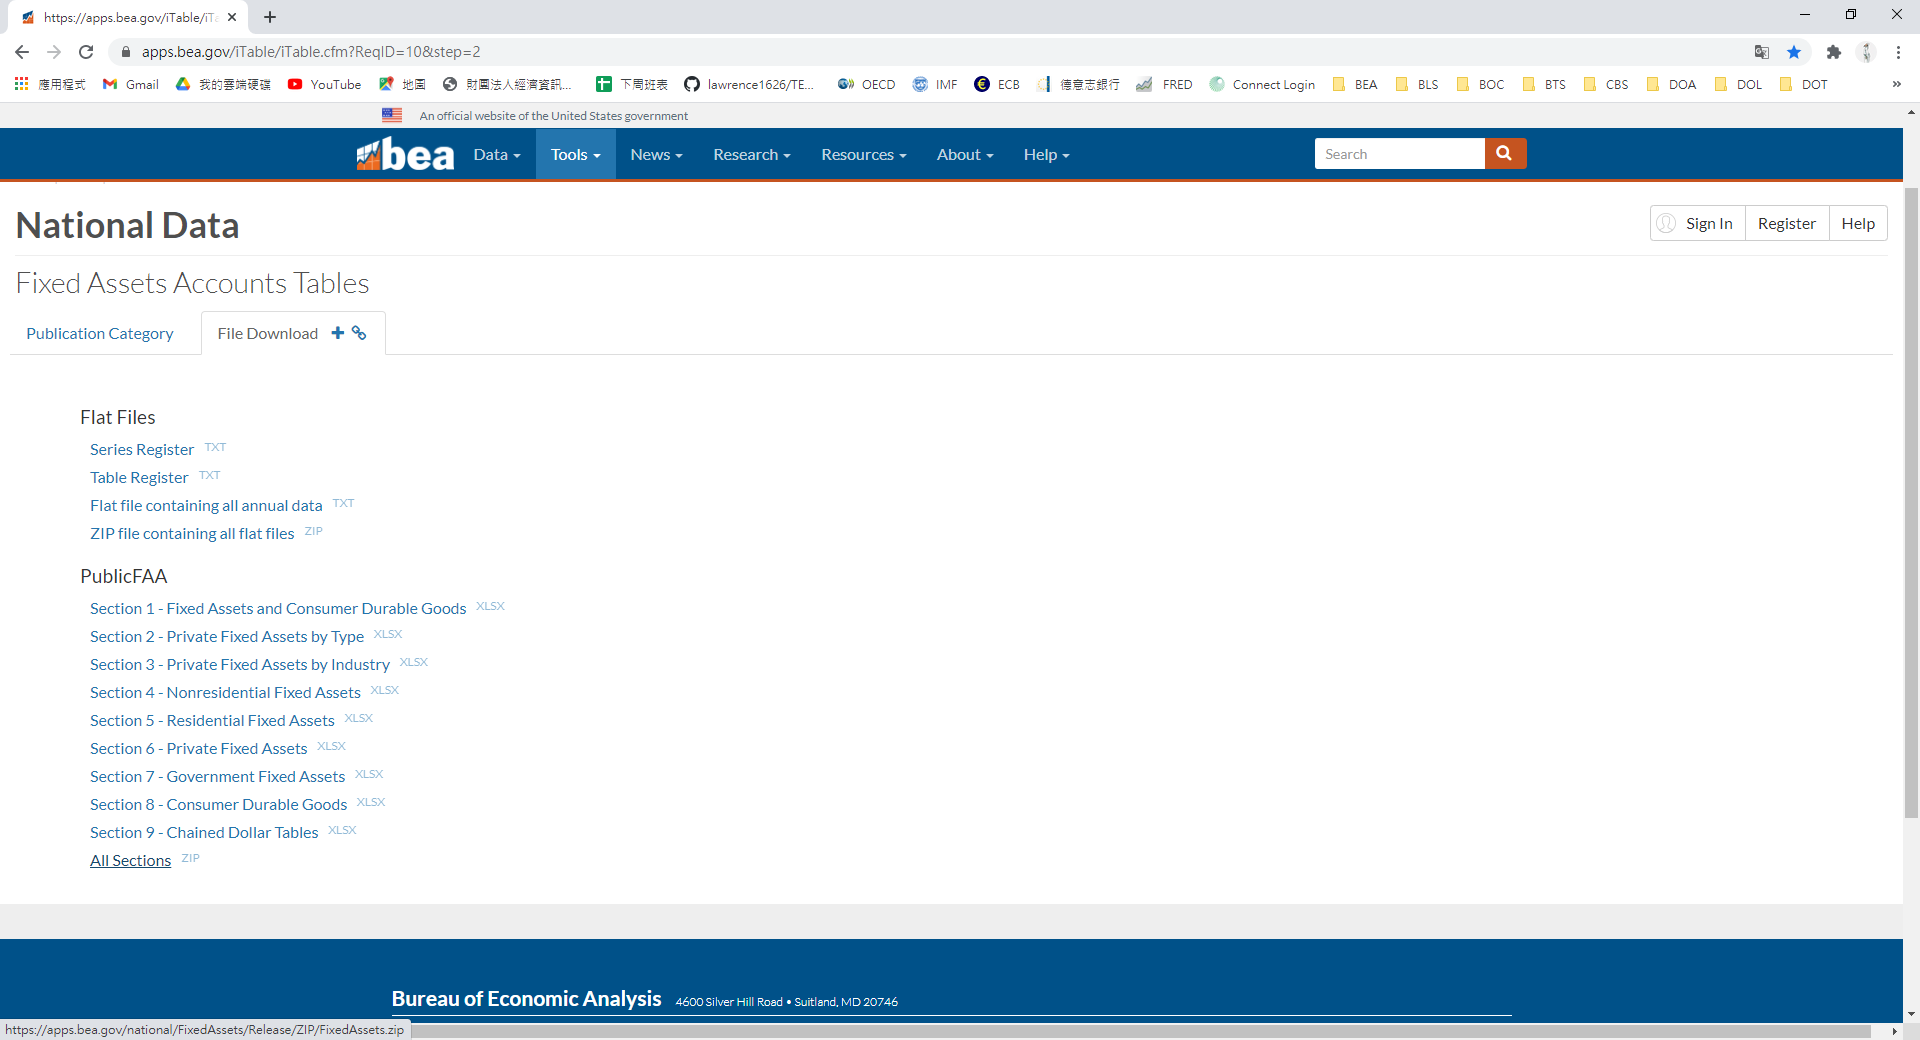 https://apps.bea.gov/iTable/iTa
apps.bea.gov/iTable/iTable.cfm?ReqID=10&step=2
應用程式 Gmail 我的雲端硬碟 YouTube 地圖 財團法人經濟資訊... 下周班表 lawrence1626/TE... OECD IMF ECB 德意志銀行 FRED Connect Login BEA BLS BOC BTS CBS DOA DOL DOT »
An official website of the United States government
bea Data Tools News Research Resources About Help Search
National Data
Sign In Register Help
Fixed Assets Accounts Tables
Publication Category File Download
Flat Files
Series Register TXT
Table Register TXT
Flat file containing all annual data TXT
ZIP file containing all flat files ZIP
PublicFAA
Section 1 - Fixed Assets and Consumer Durable Goods XLSX
Section 2 - Private Fixed Assets by Type XLSX
Section 3 - Private Fixed Assets by Industry XLSX
Section 4 - Nonresidential Fixed Assets XLSX
Section 5 - Residential Fixed Assets XLSX
Section 6 - Private Fixed Assets XLSX
Section 7 - Government Fixed Assets XLSX
Section 8 - Consumer Durable Goods XLSX
Section 9 - Chained Dollar Tables XLSX
All Sections ZIP
Bureau of Economic Analysis 4600 Silver Hill Road • Suitland, MD 20746
https://apps.bea.gov/national/FixedAssets/Release/ZIP/FixedAssets.zip